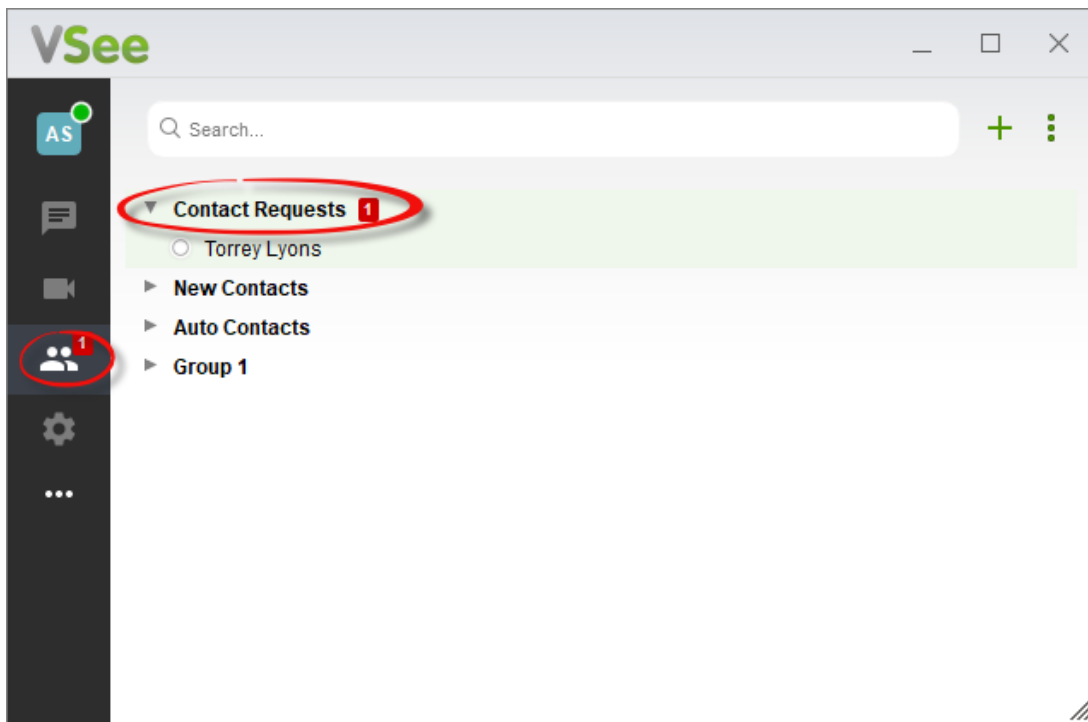 VSee
AS
Search...
Contact Requests 1
Torrey Lyons
New Contacts
Auto Contacts
1
Group 1